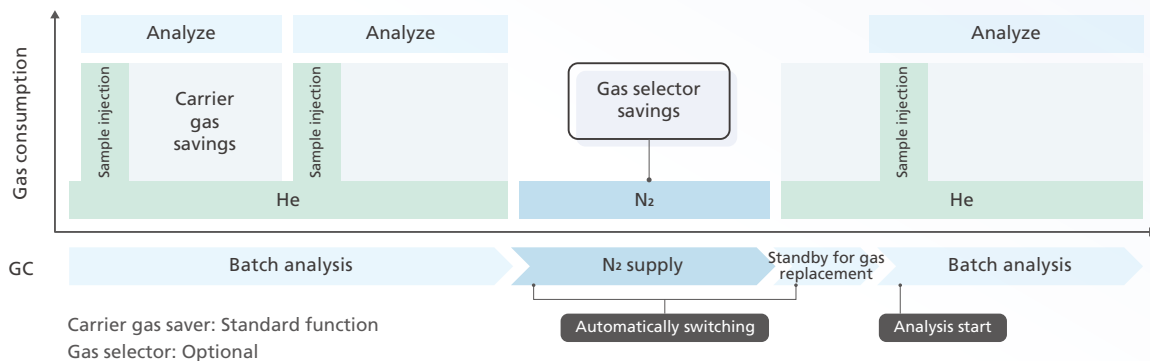 Gas consumption
Analyze
Analyze
Analyze
Sample injection
Carrier
gas
savings
Sample injection
Gas selector
savings
Sample injection
He
N₂
He
GC
Batch analysis
N₂ supply
Standby for gas
replacement
Batch analysis
Automatically switching
Analysis start
Carrier gas saver: Standard function
Gas selector: Optional